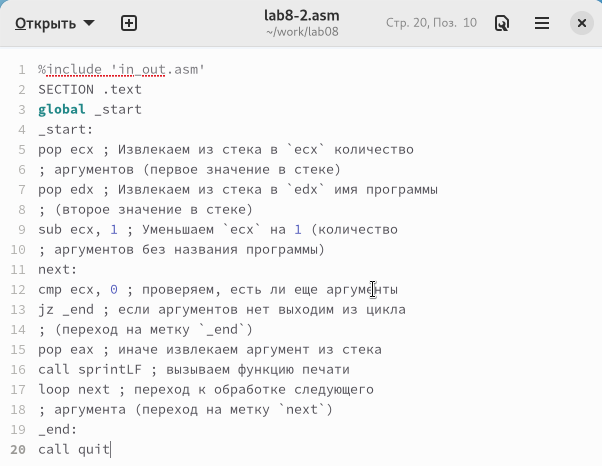 Открыть
lab8-2.asm
~/work/lab08
Стр. 20, Поз. 10
1 %include 'in_out.asm'
2 SECTION .text
3 global _start
4 _start:
5 pop ecx ; Извлекаем из стека в `ecx` количество
6 ; аргументов (первое значение в стеке)
7 pop edx ; Извлекаем из стека в `edx` имя программы
8 ; (второе значение в стеке)
9 sub ecx, 1 ; Уменьшаем `ecx` на 1 (количество
10 ; аргументов без названия программы)
11 next:
12 cmp ecx, 0 ; проверяем, есть ли еще аргументы
13 jz _end ; если аргументов нет выходим из цикла
14 ; (переход на метку `_end`)
15 pop eax ; иначе извлекаем аргумент из стека
16 call sprintLF ; вызываем функцию печати
17 loop next ; переход к обработке следующего
18 ; аргумента (переход на метку `next`)
19 _end:
20 call quit